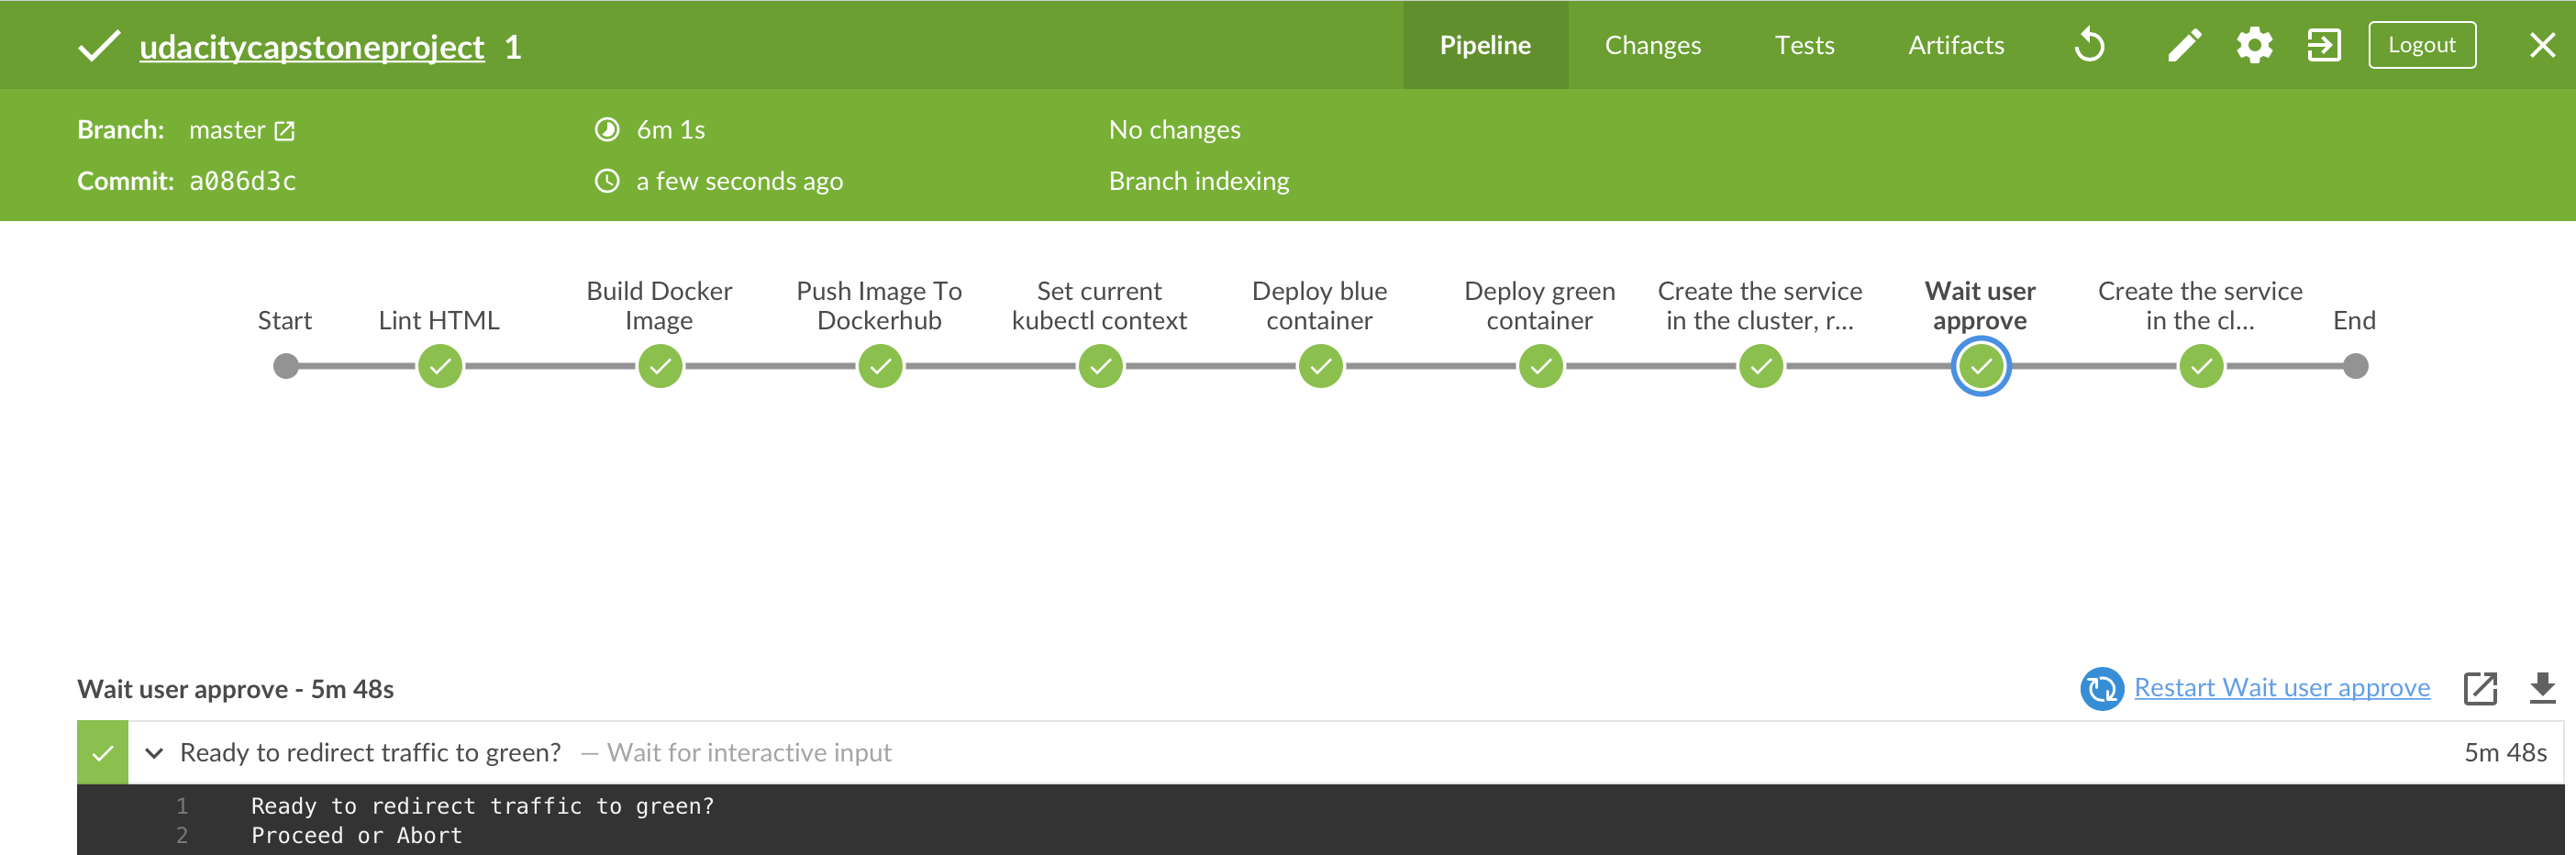 udacitycapstoneproject 1
Pipeline Changes Tests Artifacts Logout
Branch: master 6m 1s No changes
Commit: a086d3c a few seconds ago Branch indexing
Start
Lint HTML
Build Docker
Image
Push Image To
Dockerhub
Set current
kubectl context
Deploy blue
container
Deploy green
container
Create the service
in the cluster, r...
Wait user
approve
Create the service
in the cl...
End
Wait user approve - 5m 48s Restart Wait user approve
Ready to redirect traffic to green? — Wait for interactive input 5m 48s
1 Ready to redirect traffic to green?
2 Proceed or Abort